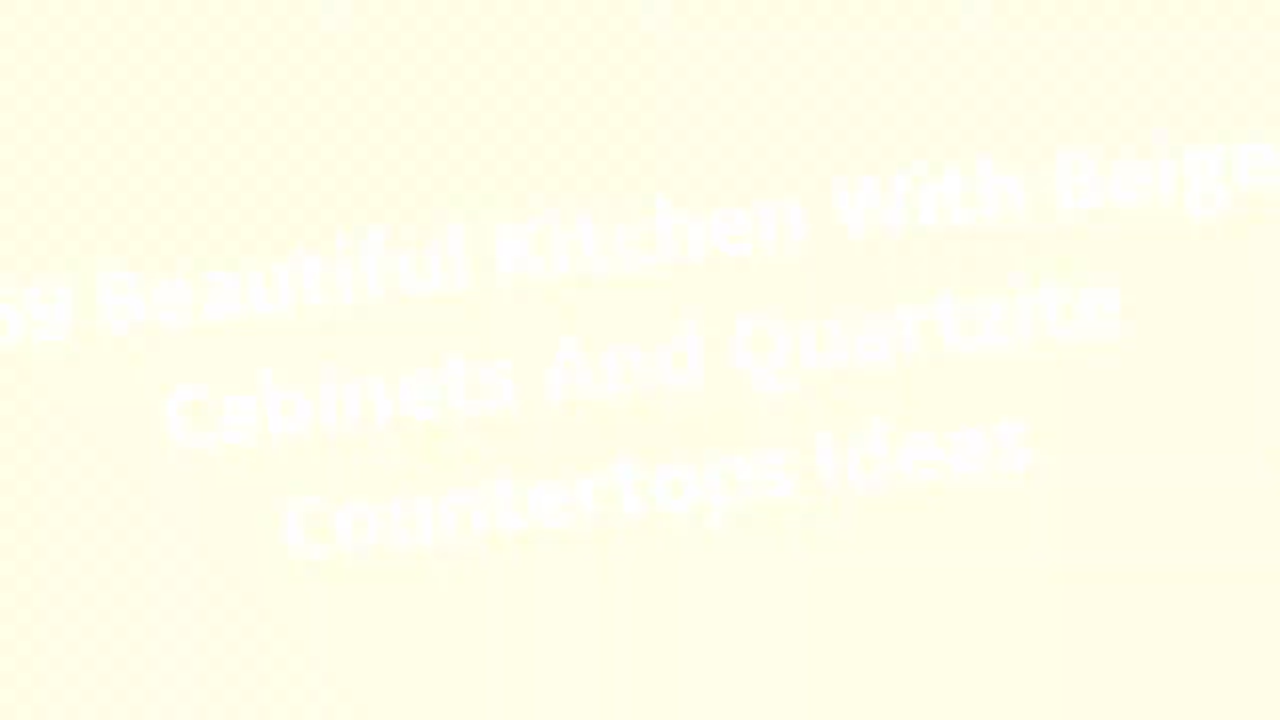 Beautiful Kitchen With Beige
Cabinets And Quartzite
Countertops Ideas